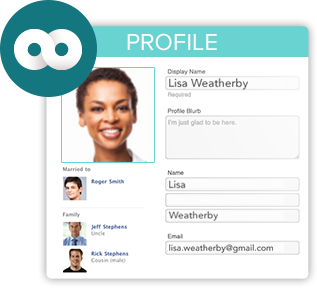 PROFILE
Display Name
Lisa Weatherby
Required
Profile Blurb
I'm just glad to be here.
Married to
Roger Smith
Name
Lisa
Weatherby
Family
Jeff Stephens
Uncle
Rick Stephens
Cousin (male)
Email
lisa.weatherby@gmail.com